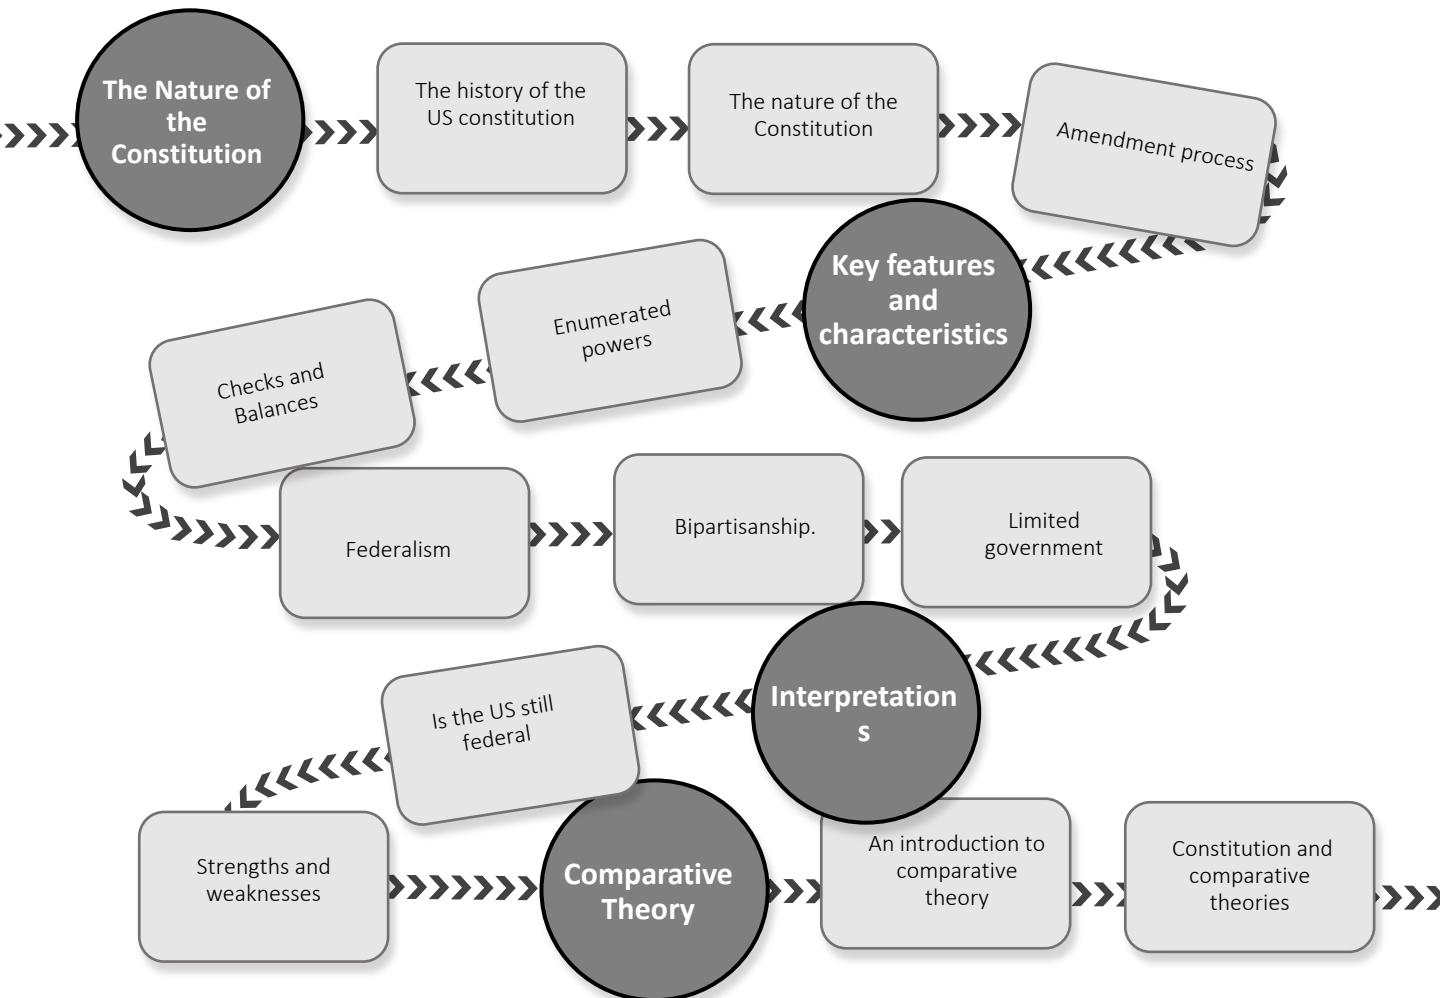 The Nature of
the
Constitution
The history of the
US constitution
The nature of the
Constitution
Amendment process
Key features
and
characteristics
Enumerated
powers
Checks and
Balances
Federalism
Bipartisanship.
Limited
government
Interpretation
s
Is the US still
federal
Strengths and
weaknesses
Comparative
Theory
An introduction to
comparative
theory
Constitution and
comparative
theories